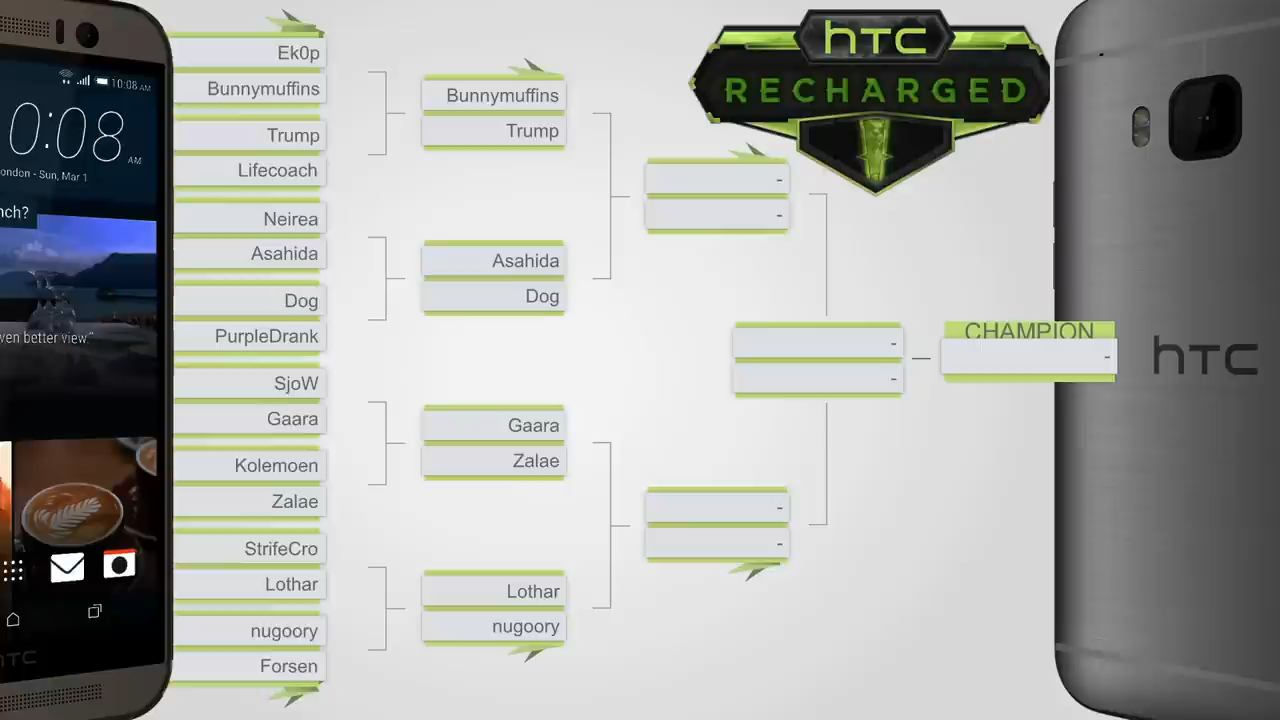 10:08 AM
0:08
AM
ondon - Sun, Mar 1
nch?
ven better view."
hTC
Ek0p
Bunnymuffins
Trump
Lifecoach
Neirea
Asahida
Dog
PurpleDrank
SjoW
Gaara
Kolemoen
Zalae
StrifeCro
Lothar
nugoory
Forsen
Bunnymuffins
Trump
Asahida
Dog
Gaara
Zalae
Lothar
nugoory
-
-
-
-
-
-
CHAMPION
-
hTC
RECHARGED
hTC